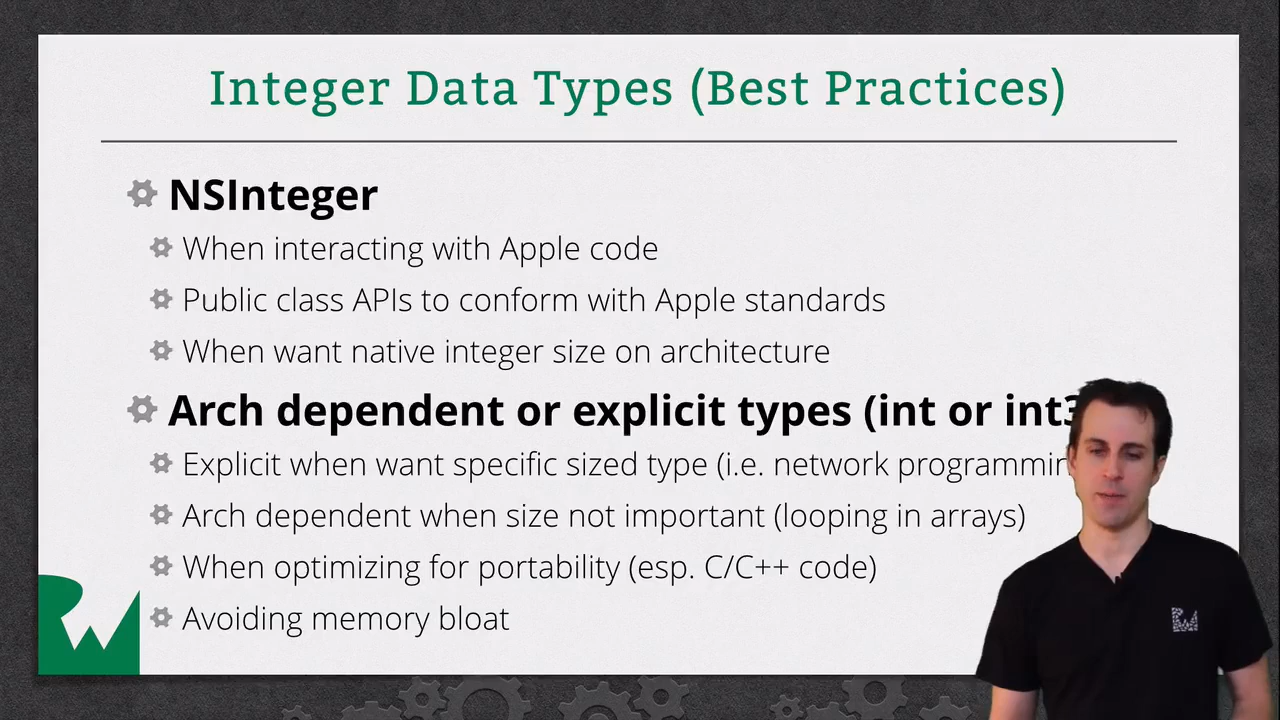 Integer Data Types (Best Practices)
NSInteger
When interacting with Apple code
Public class APIs to conform with Apple standards
When want native integer size on architecture
Arch dependent or explicit types (int or
Explicit when want specific sized type (i.e. network
Arch dependent when size not important (looping in arrays)
When optimizing for portability (esp. C/C++ code)
Avoiding memory bloat
RW